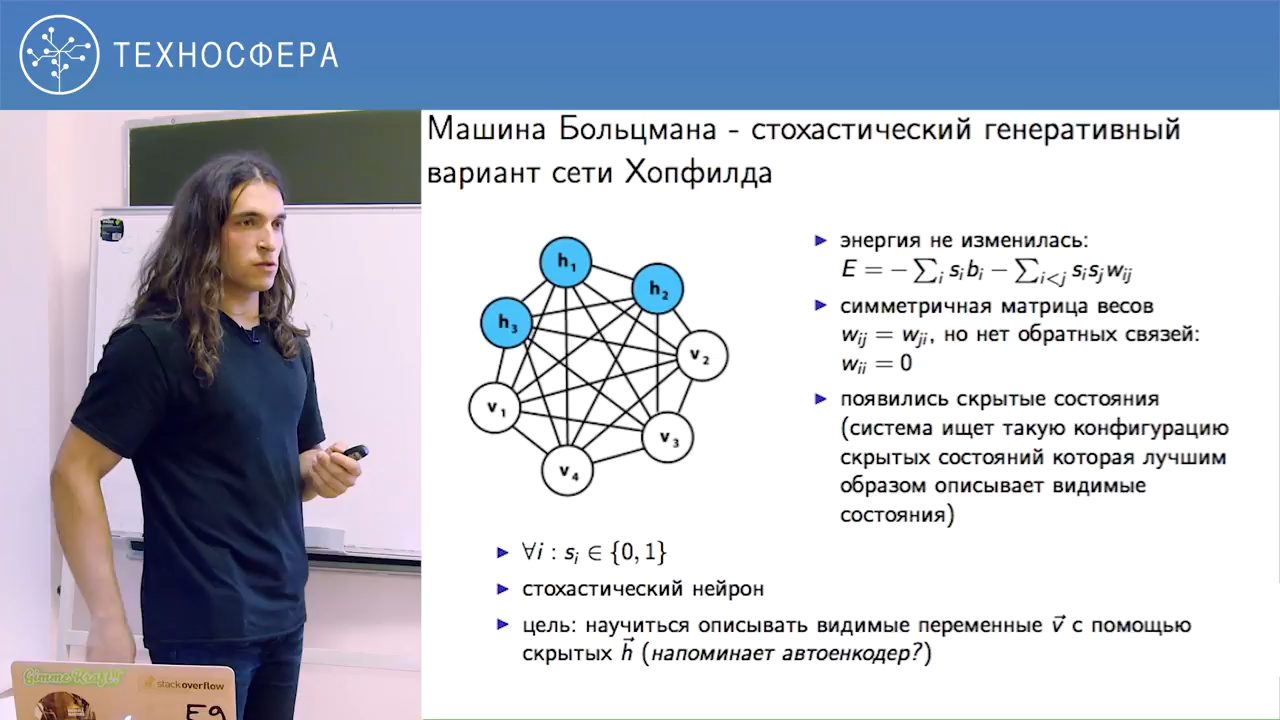 ТЕХНОСФЕРА
Машина Больцмана - стохастический генеративный
вариант сети Хопфилда
h₁
h₂
h₃
v₂
v₁
v₃
v₄
▶ энергия не изменилась:
E = −∑ᵢ sᵢbᵢ − ∑ᵢ<ⱼ sᵢsⱼwᵢⱼ
▶ симметричная матрица весов
wᵢⱼ = wⱼᵢ, но нет обратных связей:
wᵢᵢ = 0
▶ появились скрытые состояния
(система ищет такую конфигурацию
скрытых состояний которая лучшим
образом описывает видимые
состояния)
▶ ∀i : sᵢ ∈ {0, 1}
▶ стохастический нейрон
▶ цель: научиться описывать видимые переменные v⃗ с помощью
скрытых h⃗ (напоминает автоенкодер?)
Gimme Kraft!!
stackoverflow